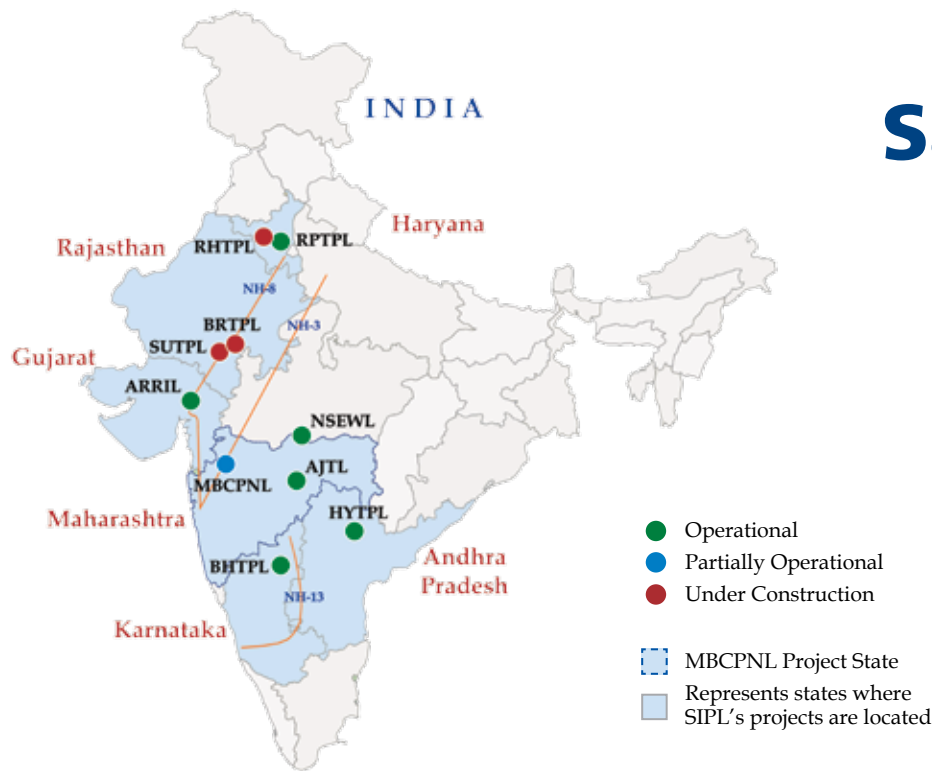 INDIA
S
Haryana
Rajasthan
RHTPL
RPTPL
NH-8
NH-3
BRTPL
SUTPL
Gujarat
ARRIL
NSEWL
AJTL
MBCPNL
Maharashtra
HYTPL
Andhra
Pradesh
BHTPL
NH-13
Karnataka
Operational
Partially Operational
Under Construction
MBCPNL Project State
Represents states where
SIPL's projects are located